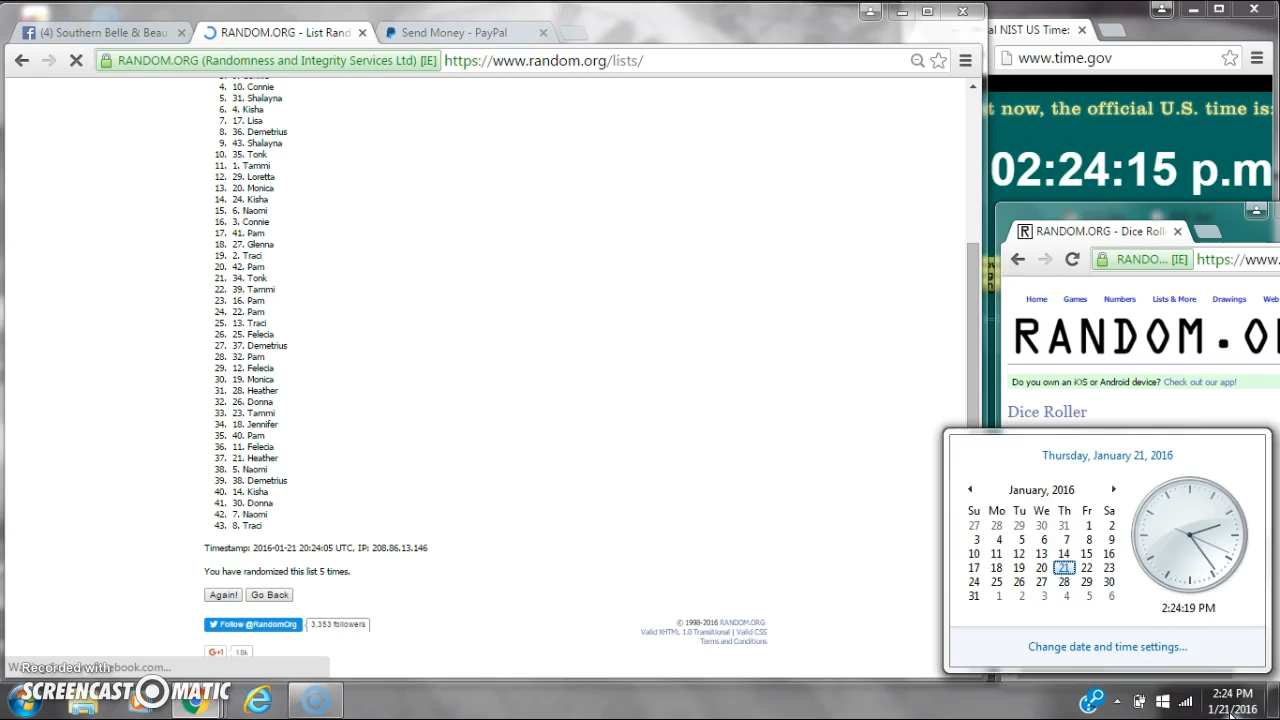 (4) Southern Belle & Beau
RANDOM.ORG - List Rand
Send Money - PayPal
al NIST US Time:
RANDOM.ORG (Randomness and Integrity Services Ltd) [IE]
https://www.random.org/lists/
www.time.gov
4. 10. Connie
5. 31. Shalayna
6. 4. Kisha
7. 17. Lisa
8. 36. Demetrius
9. 43. Shalayna
10. 35. Tonk
11. 1. Tammi
12. 29. Loretta
13. 20. Monica
14. 24. Kisha
15. 6. Naomi
16. 3. Connie
17. 41. Pam
18. 27. Glenna
19. 2. Traci
20. 42. Pam
21. 34. Tonk
22. 39. Tammi
23. 16. Pam
24. 22. Pam
25. 13. Traci
26. 25. Felecia
27. 37. Demetrius
28. 32. Pam
29. 12. Felecia
30. 19. Monica
31. 28. Heather
32. 26. Donna
33. 23. Tammi
34. 18. Jennifer
35. 40. Pam
36. 11. Felecia
37. 21. Heather
38. 5. Naomi
39. 38. Demetrius
40. 14. Kisha
41. 30. Donna
42. 7. Naomi
43. 8. Traci
Timestamp: 2016-01-21 20:24:05 UTC, IP: 208.86.13.146
You have randomized this list 5 times.
Again! Go Back
Follow @RandomOrg 3,353 followers
© 1998-2016 RANDOM.ORG
Valid XHTML 1.0 Transitional | Valid CSS
Terms and Conditions
G+1 18k
t now, the official U.S. time is:
02:24:15 p.m
RANDOM.ORG - Dice Roll
RANDO... [IE] https://www.
Home Games Numbers Lists & More Drawings Web
RANDOM.O
Do you own an iOS or Android device? Check out our app!
Dice Roller
Thursday, January 21, 2016
January, 2016
Su Mo Tu We Th Fr Sa
27 28 29 30 31 1 2
3 4 5 6 7 8 9
10 11 12 13 14 15 16
17 18 19 20 21 22 23
24 25 26 27 28 29 30
31 1 2 3 4 5 6
2:24:19 PM
Change date and time settings...
Recorded with
SCREENCAST MATIC
2:24 PM
1/21/2016